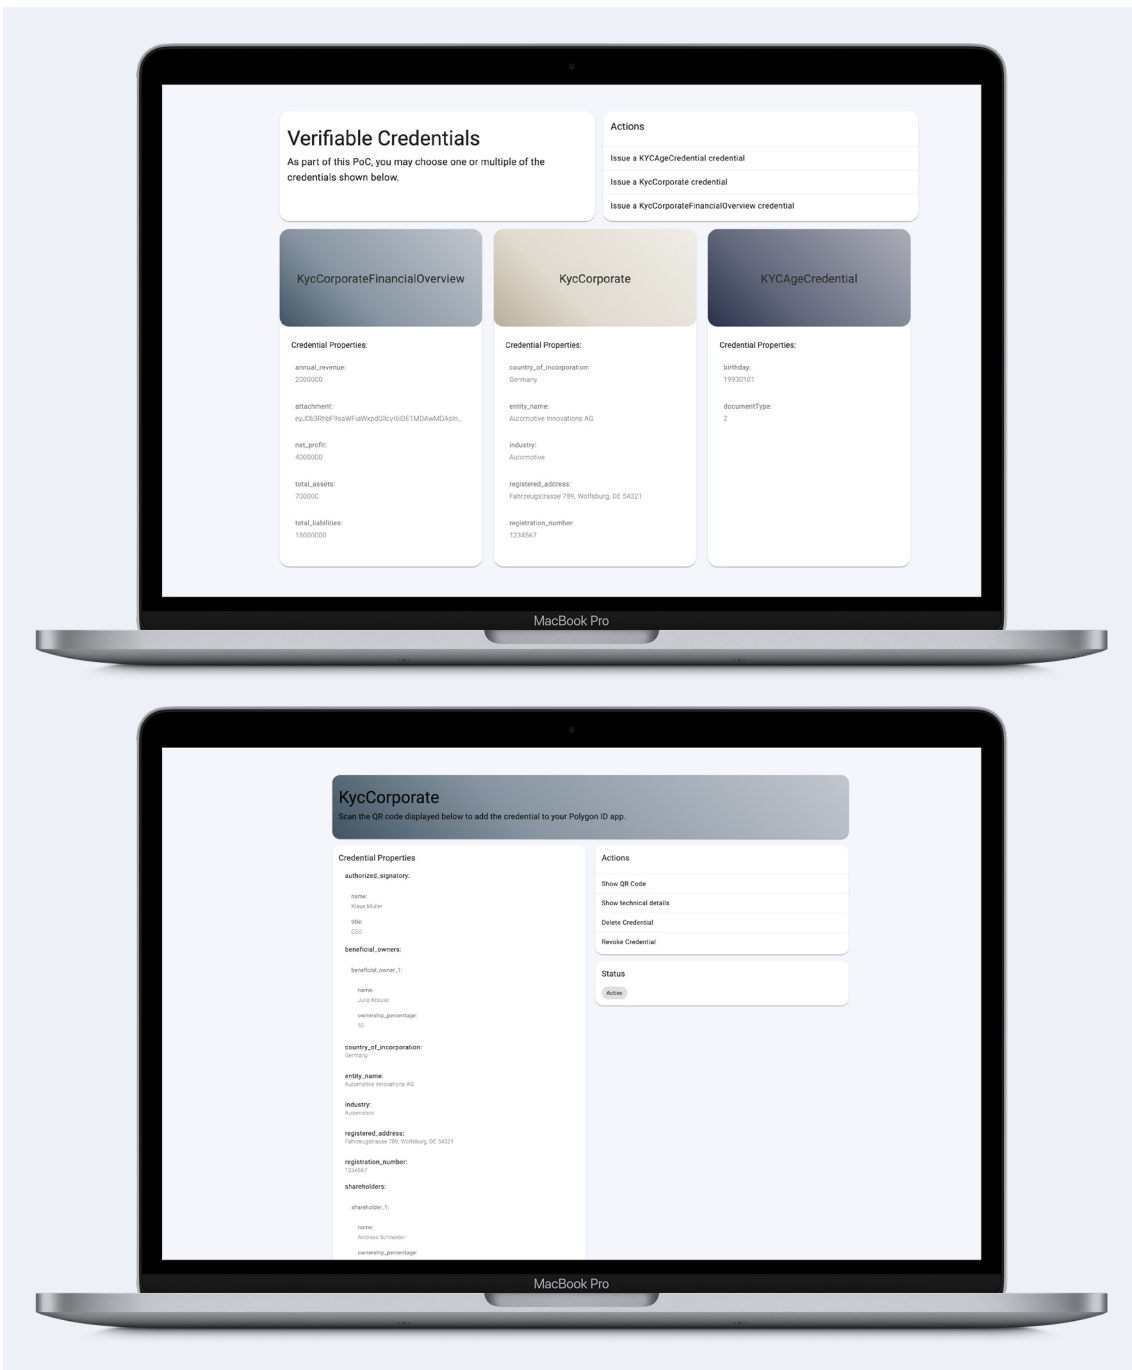 Verifiable Credentials
As part of this PoC, you may choose one or multiple of the
credentials shown below.
Actions
Issue a KYCAgeCredential credential
Issue a KycCorporate credential
Issue a KycCorporateFinancialOverview credential
KycCorporateFinancialOverview
Credential Properties:
annual_revenue:
2000000
attachment:
net_profit:
4000000
total_assets:
700000
total_liabilities:
15000000
KycCorporate
Credential Properties:
country_of_incorporation:
Germany
entity_name:
Automotive Innovations AG
industry:
Automotive
registered_address:
Fahrzeugstrasse 789, Wolfsburg, DE 54321
registration_number:
1234567
KYCAgeCredential
Credential Properties:
birthday:
19930101
documentType:
2
MacBook Pro
KycCorporate
Scan the QR code displayed below to add the credential to your Polygon ID app.
Credential Properties
authorized_signatory:
name:
Klaus Muller
title:
CEO
beneficial_owners:
beneficial_owner_1:
name:
Julia Krause
ownership_percentage:
country_of_incorporation:
Germany
entity_name:
Automotive Innovations AG
industry:
Automotive
registered_address:
Fahrzeugstrasse 789, Wolfsburg, DE 54321
registration_number:
1234567
shareholders:
shareholder_1:
name:
Andreas Schneider
ownership_percentage:
Actions
Show QR Code
Show technical details
Delete Credential
Revoke Credential
Status
Active
MacBook Pro